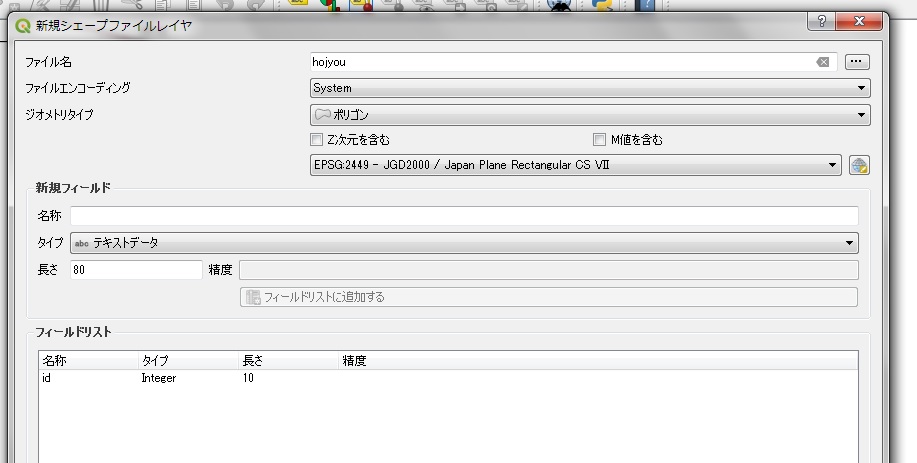 新規シェープファイルレイヤ
ファイル名 hojyou ...
ファイルエンコーディング System
ジオメトリタイプ ポリゴン
Z次元を含む M値を含む
EPSG:2449 - JGD2000 / Japan Plane Rectangular CS VII
新規フィールド
名称
タイプ abc テキストデータ
長さ 80 精度
フィールドリストに追加する
フィールドリスト
名称 タイプ 長さ 精度
id Integer 10